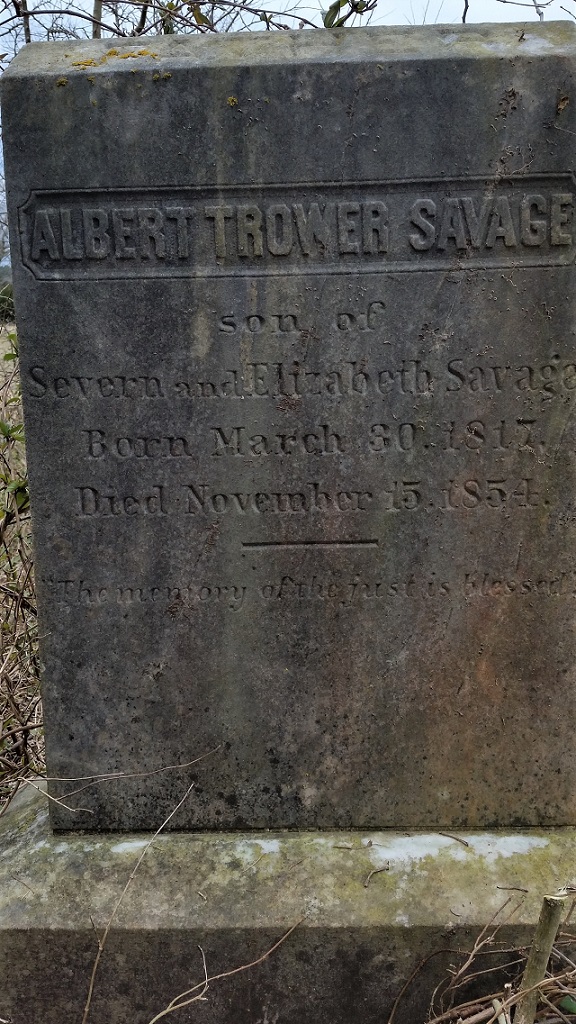 ALBERT TROWER SAVAGE
son of
Severn and Elizabeth Savage
Born March 30. 1817.
Died November 15. 1854.
"The memory of the just is blessed."